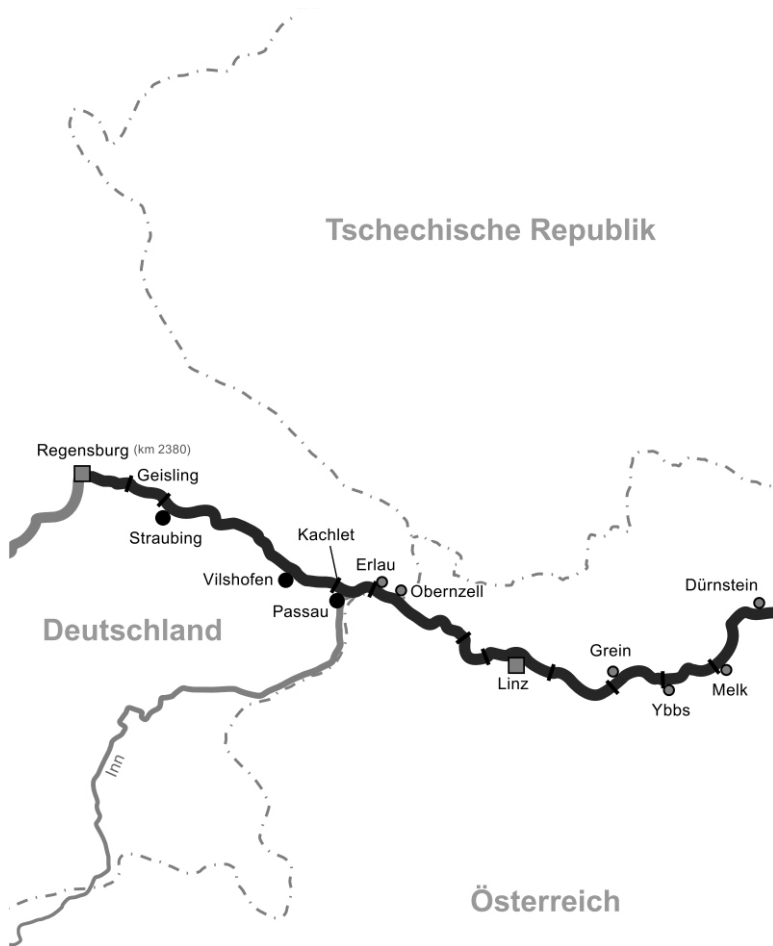 Tschechische Republik
Regensburg (km 2380)
Geisling
Straubing
Kachlet
Erlau
Vilshofen
Obernzell
Passau
Dürnstein
Deutschland
Grein
Linz
Melk
Ybbs
Inn
Österreich